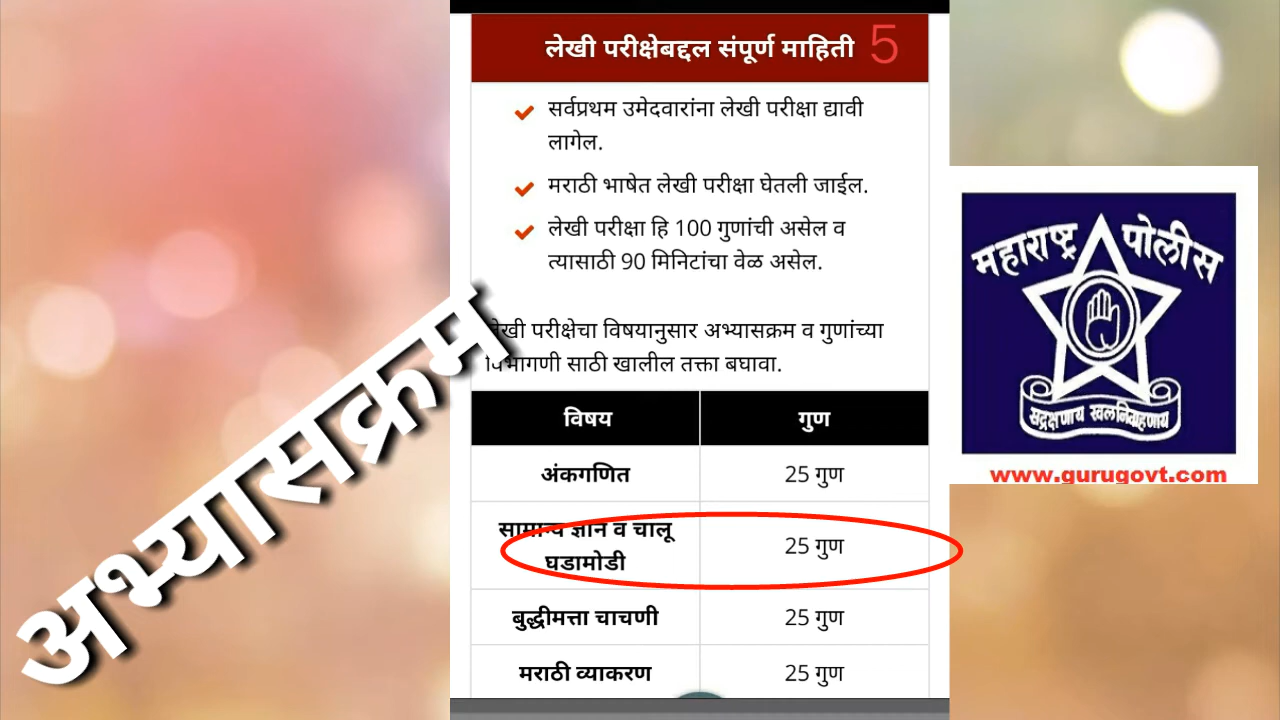 लेखी परीक्षेबद्दल संपूर्ण माहिती 5
सर्वप्रथम उमेदवारांना लेखी परीक्षा द्यावी
लागेल.
मराठी भाषेत लेखी परीक्षा घेतली जाईल.
लेखी परीक्षा हि 100 गुणांची असेल व
त्यासाठी 90 मिनिटांचा वेळ असेल.
लेखी परीक्षेचा विषयानुसार अभ्यासक्रम व गुणांच्या
विभागणी साठी खालील तक्ता बघावा.
विषय गुण
अंकगणित 25 गुण
सामान्य ज्ञान व चालू
घडामोडी 25 गुण
बुद्धीमत्ता चाचणी 25 गुण
मराठी व्याकरण 25 गुण
अभ्यासक्रम
महाराष्ट्र पोलीस
www.gurugovt.com